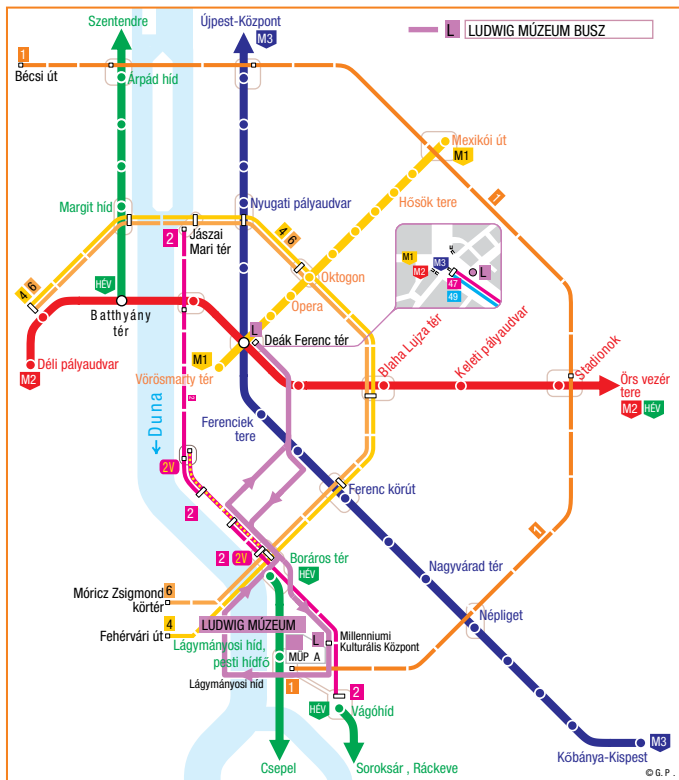 Szentendre
Újpest-Központ
M3
L LUDWIG MÚZEUM BUSZ
1
Bécsi út
Árpád híd
Mexikói út
M1
1
Hősök tere
Margit híd
Nyugati pályaudvar
4 6
2
Jászai
Mari tér
Oktogon
M1
M3
M2
L
47
49
4 6
HÉV
Batthyány
tér
Opera
L
Deák Ferenc tér
Blaha Lujza tér
Keleti pályaudvar
Stadionok
Déli pályaudvar
M2
M1
Vörösmarty tér
Örs vezér
tere
M2 HÉV
2
Duna
Ferenciek
tere
2V
Ferenc körút
2
1
2 2V
Boráros tér
HÉV
Nagyvárad tér
6
Móricz Zsigmond
körtér
4
Fehérvári út
LUDWIG MÚZEUM
Népliget
L
Millenniumi
Kulturális Központ
Lágymányosi híd,
pesti hídfő
MÜP A
Lágymányosi híd
1
2
HÉV
Vágóhíd
M3
Kőbánya-Kispest
Csepel
Soroksár , Ráckeve
© G. P .